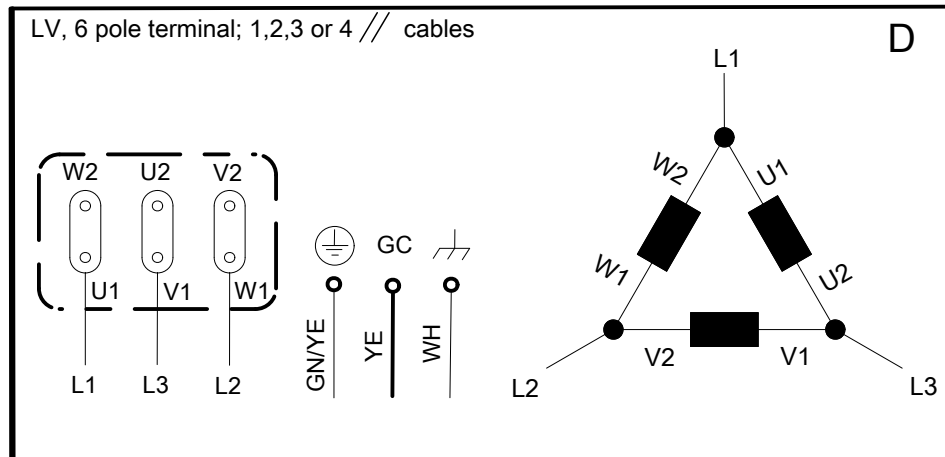 LV, 6 pole terminal; 1,2,3 or 4 // cables
D
L1
W2 U2 V2
W2 U1
GC
U1 V1 W1
W1 U2
GN/YE YE WH
V2 V1
L1 L3 L2
L2 L3